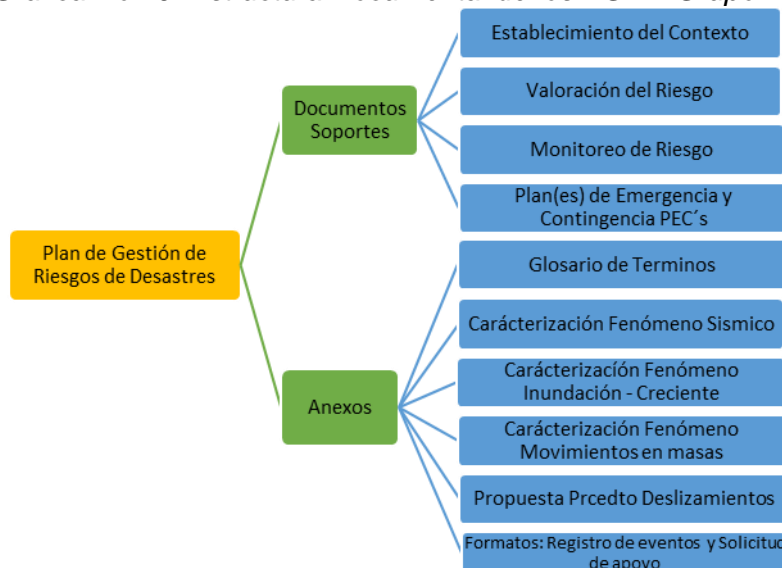 Establecimiento del Contexto
Documentos
Soportes
Valoración del Riesgo
Monitoreo de Riesgo
Plan(es) de Emergencia y
Contingencia PEC´s
Plan de Gestión de
Riesgos de Desastres
Glosario de Terminos
Carácterización Fenómeno Sismico
Anexos
Carácterizacíón Fenómeno
Inundación - Creciente
Carácterización Fenómeno
Movimientos en masas
Propuesta Prcedto Deslizamientos
Formatos: Registro de eventos y Solicitud
de apoyo